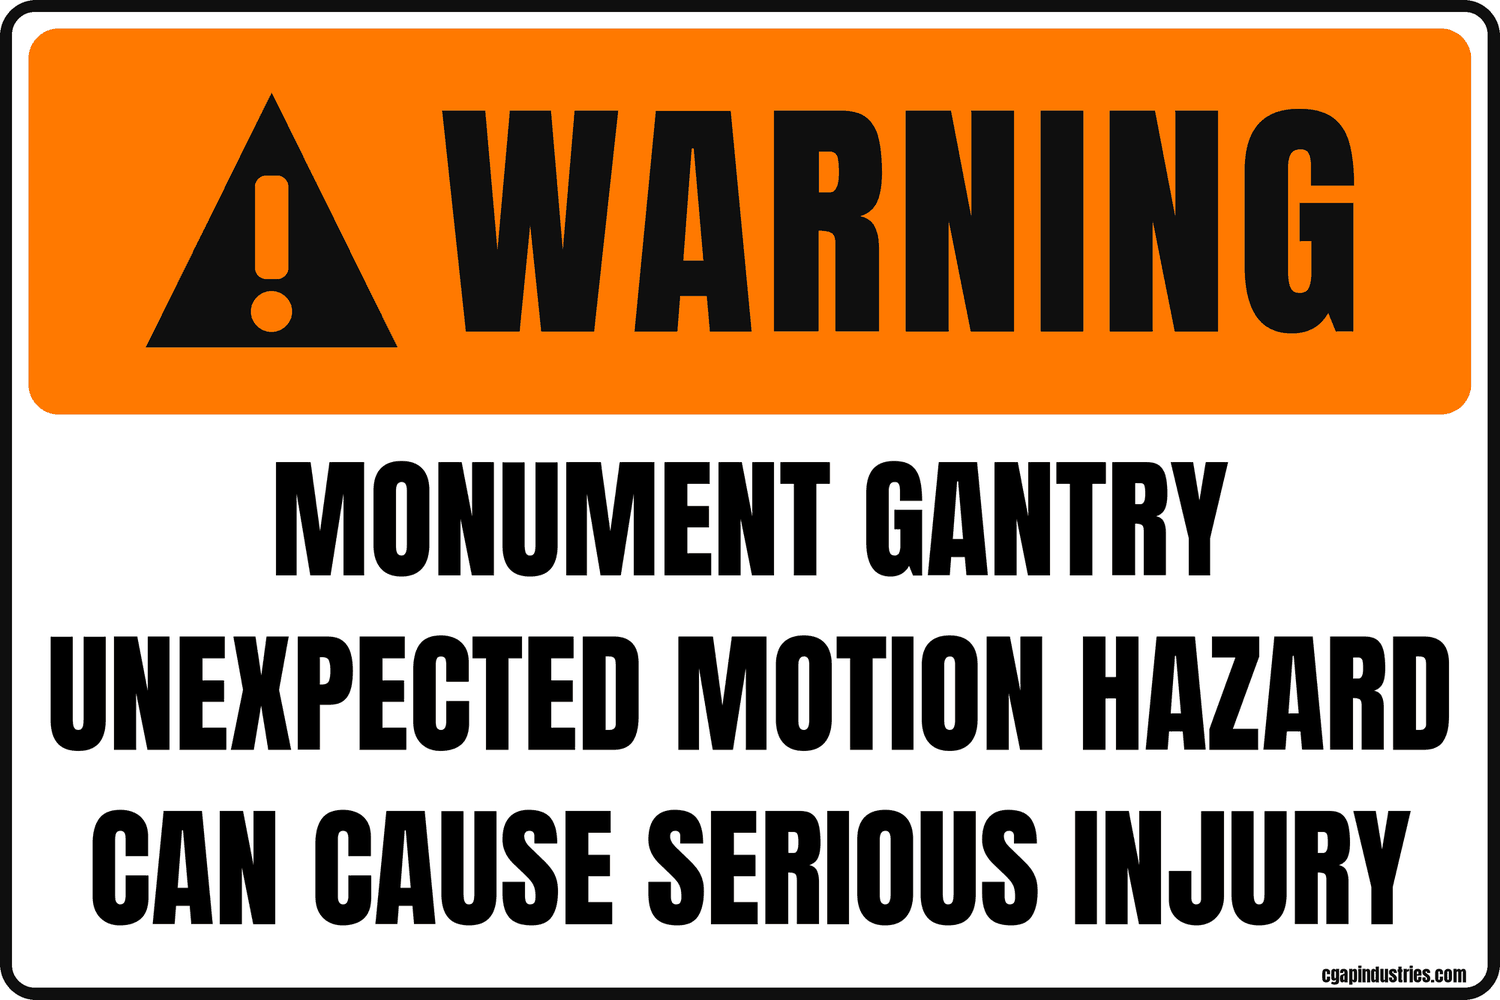 WARNING
MONUMENT GANTRY
UNEXPECTED MOTION HAZARD
CAN CAUSE SERIOUS INJURY
cgapindustries.com